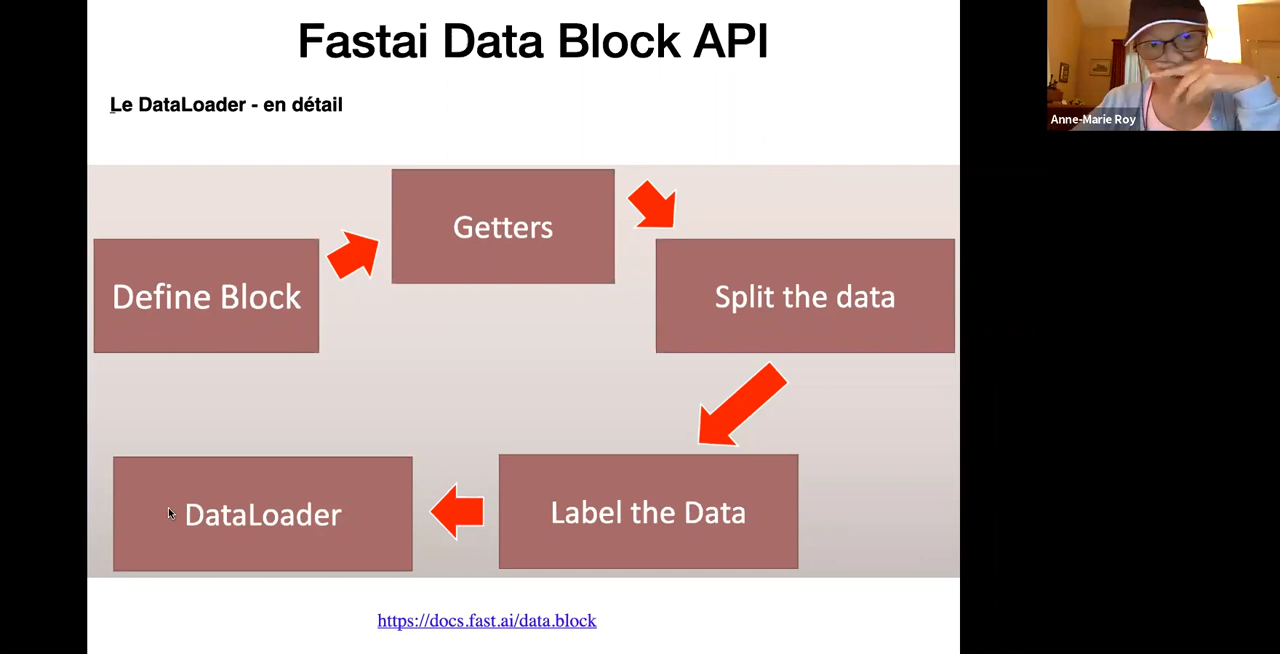 Fastai Data Block API
Le DataLoader - en détail
Anne-Marie Roy
Define Block
Getters
Split the data
Label the Data
DataLoader
https://docs.fast.ai/data.block